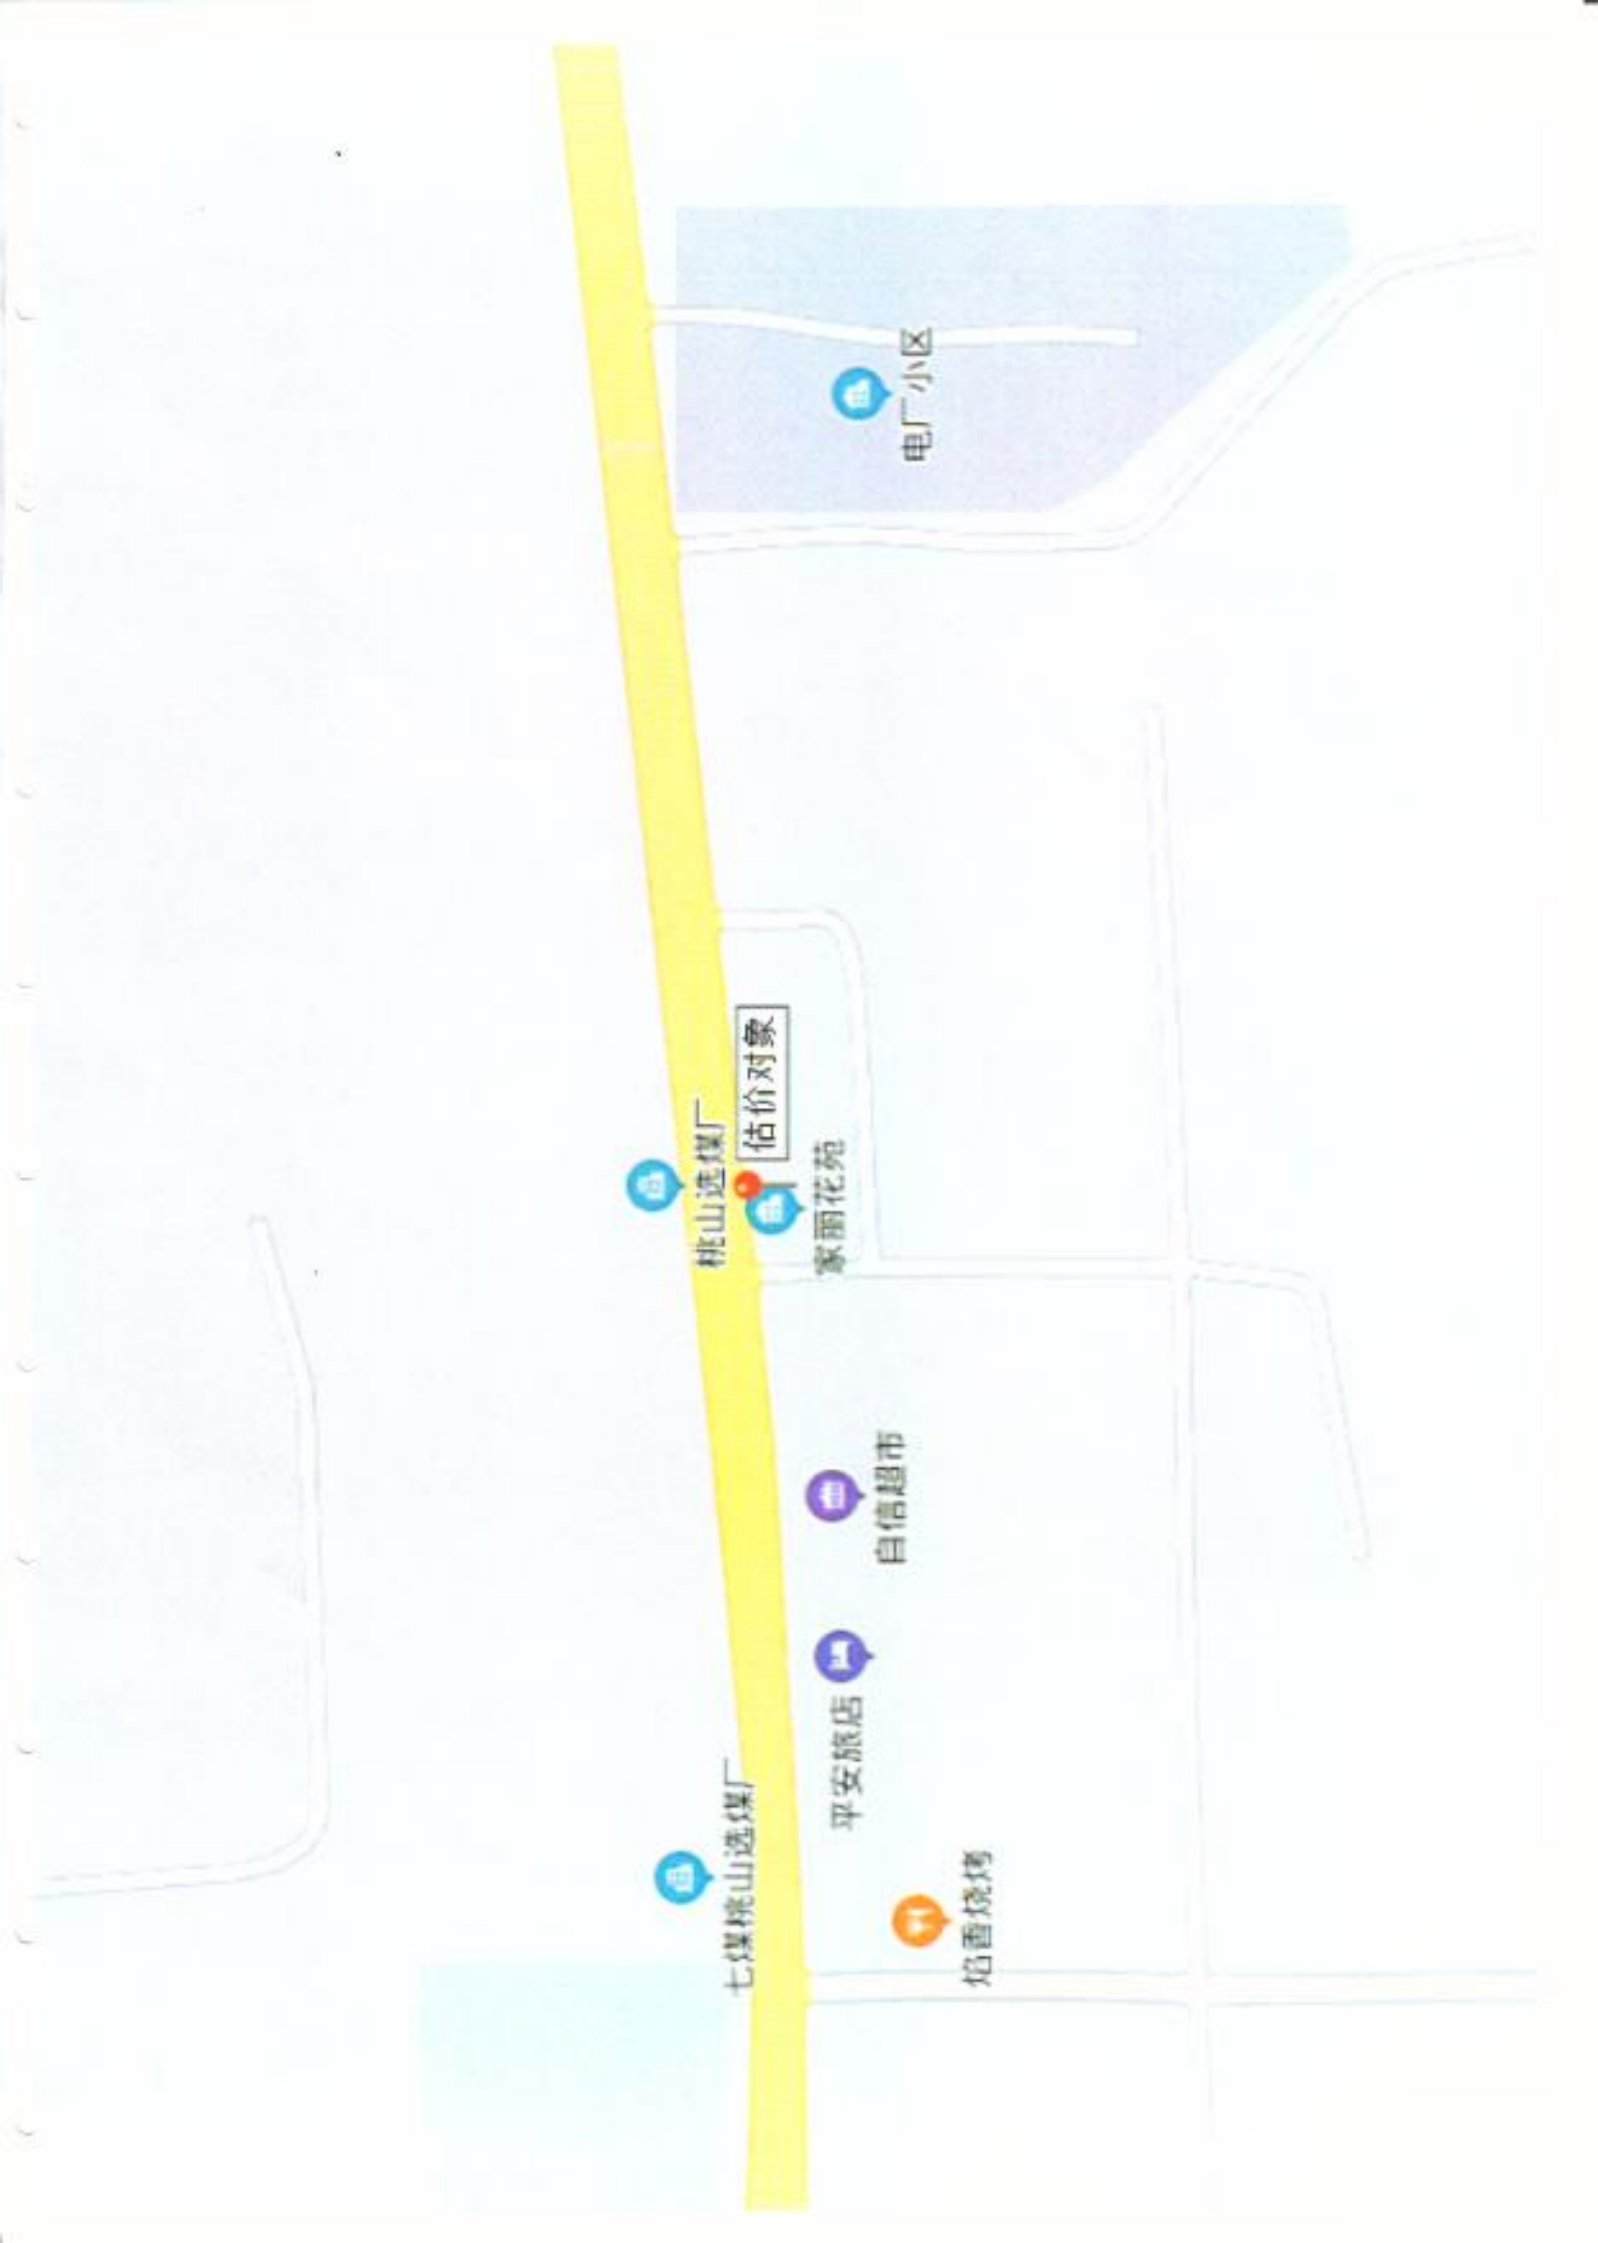 七煤桃山选煤厂
桃山选煤厂
估价对象
家丽花苑
平安旅店
自信超市
焰香烧烤
电厂小区